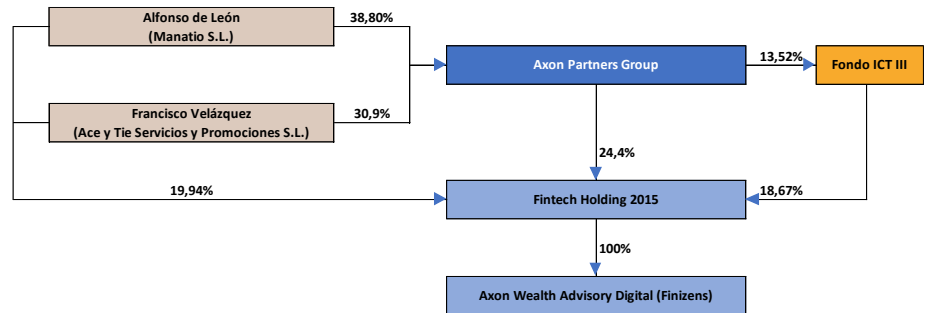 Alfonso de León
(Manatio S.L.)
38,80%
Axon Partners Group
13,52%
Fondo ICT III
Francisco Velázquez
(Ace y Tie Servicios y Promociones S.L.)
30,9%
24,4%
19,94%
Fintech Holding 2015
18,67%
100%
Axon Wealth Advisory Digital (Finizens)